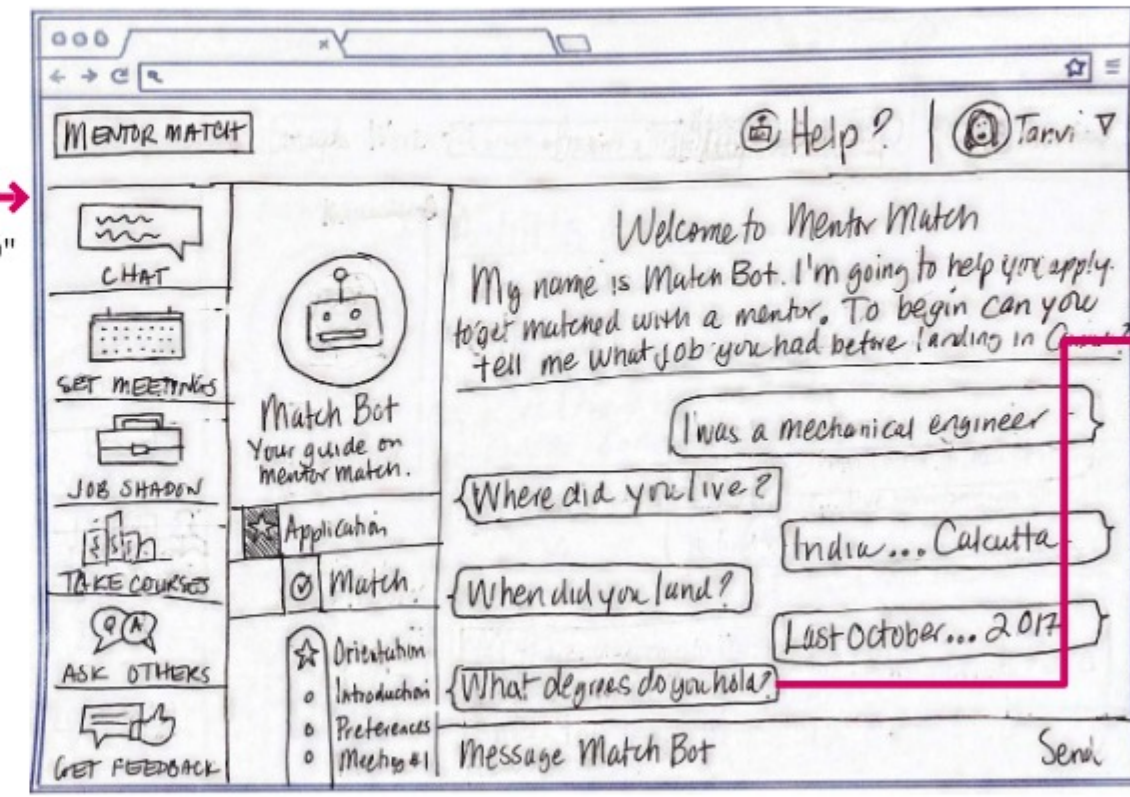 MENTOR MATCH
Help?
Tanvi
CHAT
SET MEETINGS
JOB SHADOW
TAKE COURSES
Q A
ASK OTHERS
GET FEEDBACK
Match Bot
Your guide on
mentor match.
Application
Match
Orientation
Introduction
Preferences
Meeting #1
Welcome to Mentor Match
My name is Match Bot. I'm going to help you apply
to get matched with a mentor. To begin can you
tell me what job you had before landing in
I was a mechanical engineer
Where did you live?
India... Calcutta
When did you land?
Last October... 2017
What degrees do you hold?
Message Match Bot
Send